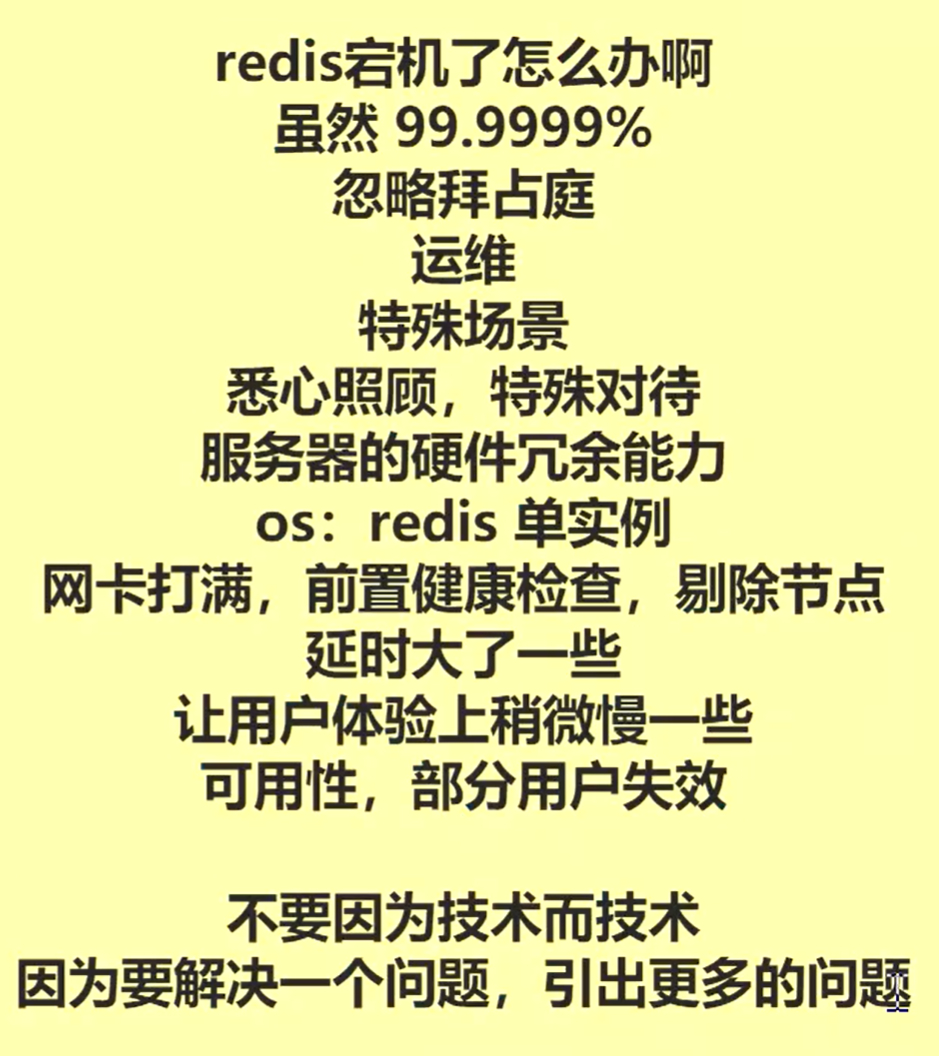 redis宕机了怎么办啊
虽然 99.9999%
忽略拜占庭
运维
特殊场景
悉心照顾，特殊对待
服务器的硬件冗余能力
os：redis 单实例
网卡打满，前置健康检查，剔除节点
延时大了一些
让用户体验上稍微慢一些
可用性，部分用户失效
不要因为技术而技术
因为要解决一个问题，引出更多的问题